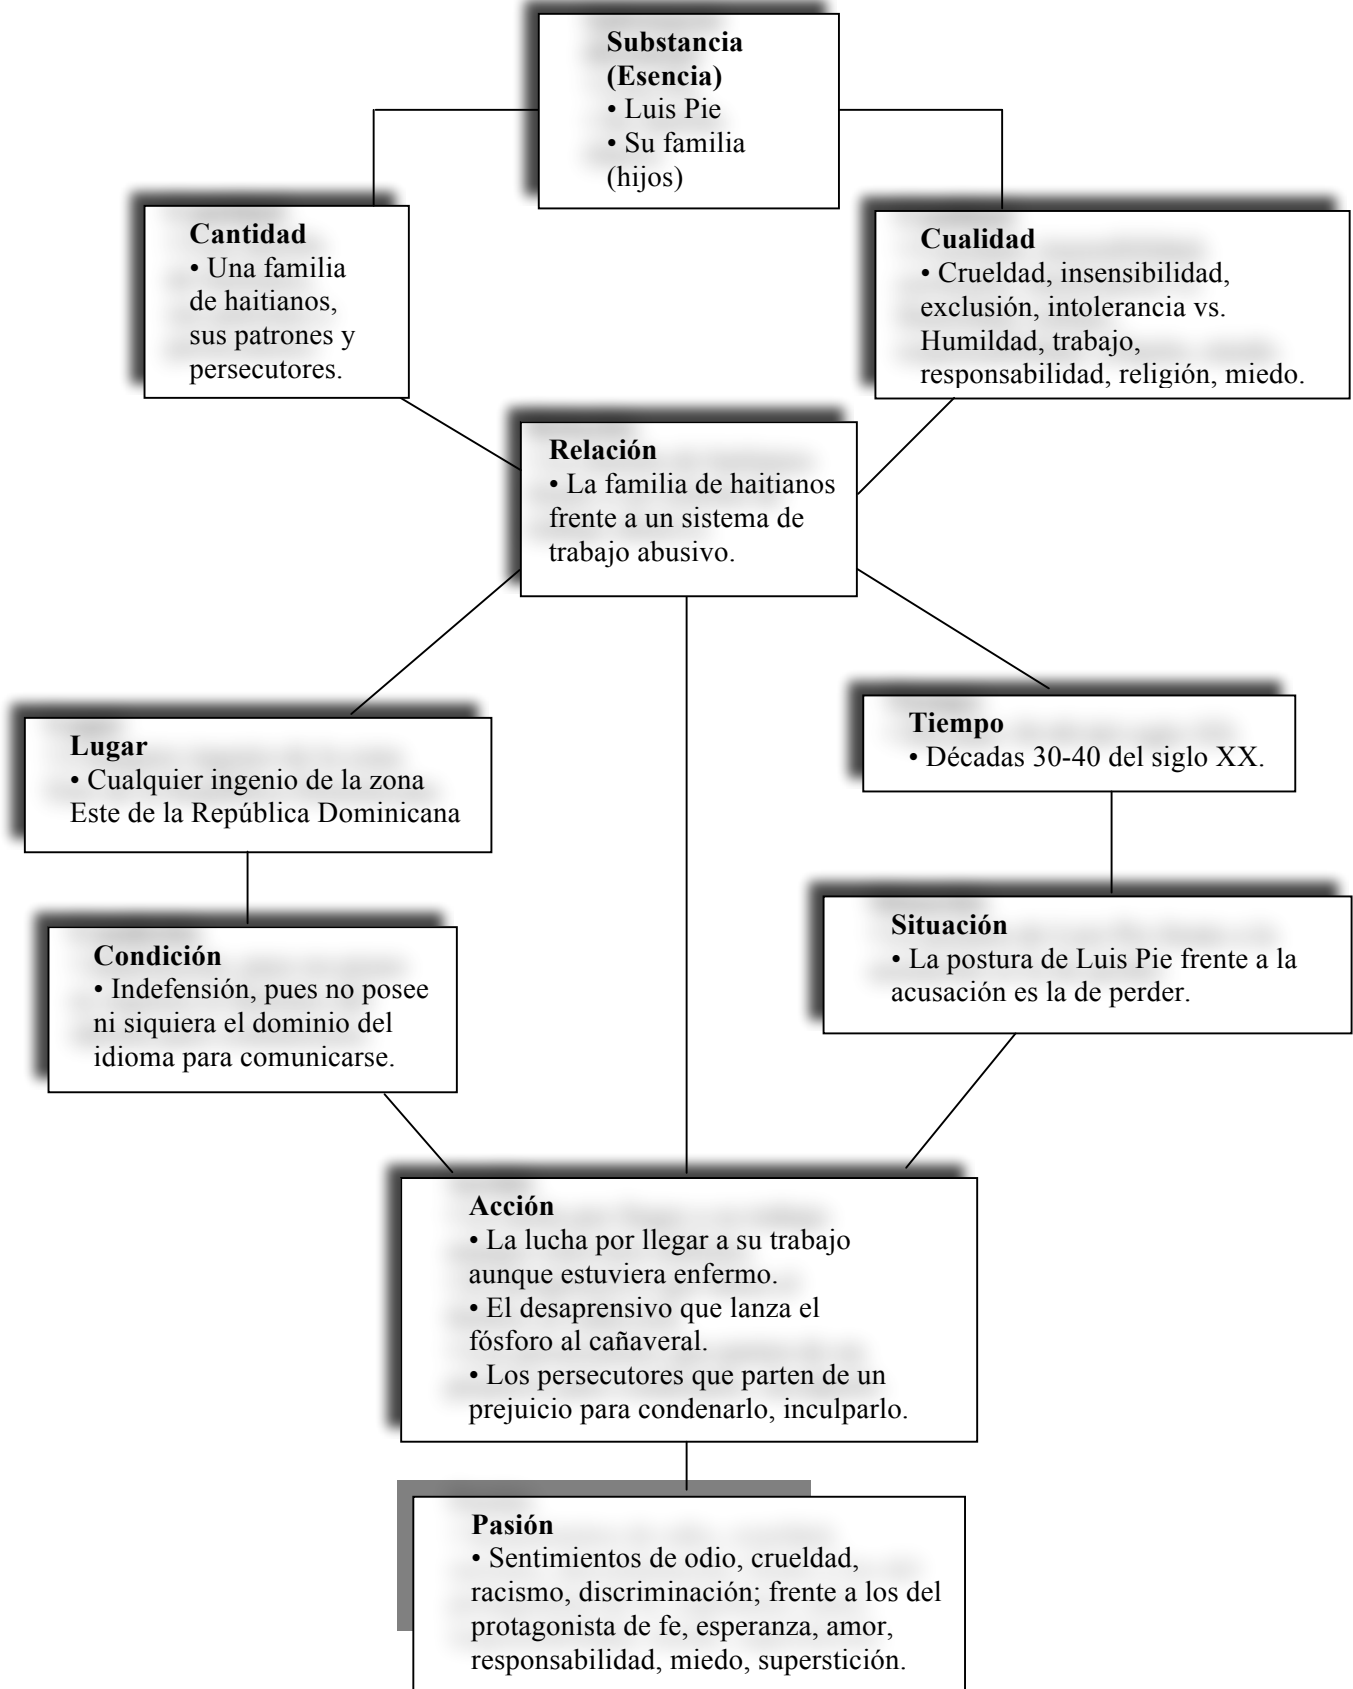 Substancia
(Esencia)
• Luis Pie
• Su familia
(hijos)
Cantidad
• Una familia
de haitianos,
sus patrones y
persecutores.
Cualidad
• Crueldad, insensibilidad,
exclusión, intolerancia vs.
Humildad, trabajo,
responsabilidad, religión, miedo.
Relación
• La familia de haitianos
frente a un sistema de
trabajo abusivo.
Lugar
• Cualquier ingenio de la zona
Este de la República Dominicana
Tiempo
• Décadas 30-40 del siglo XX.
Condición
• Indefensión, pues no posee
ni siquiera el dominio del
idioma para comunicarse.
Situación
• La postura de Luis Pie frente a la
acusación es la de perder.
Acción
• La lucha por llegar a su trabajo
aunque estuviera enfermo.
• El desaprensivo que lanza el
fósforo al cañaveral.
• Los persecutores que parten de un
prejuicio para condenarlo, inculparlo.
Pasión
• Sentimientos de odio, crueldad,
racismo, discriminación; frente a los del
protagonista de fe, esperanza, amor,
responsabilidad, miedo, superstición.